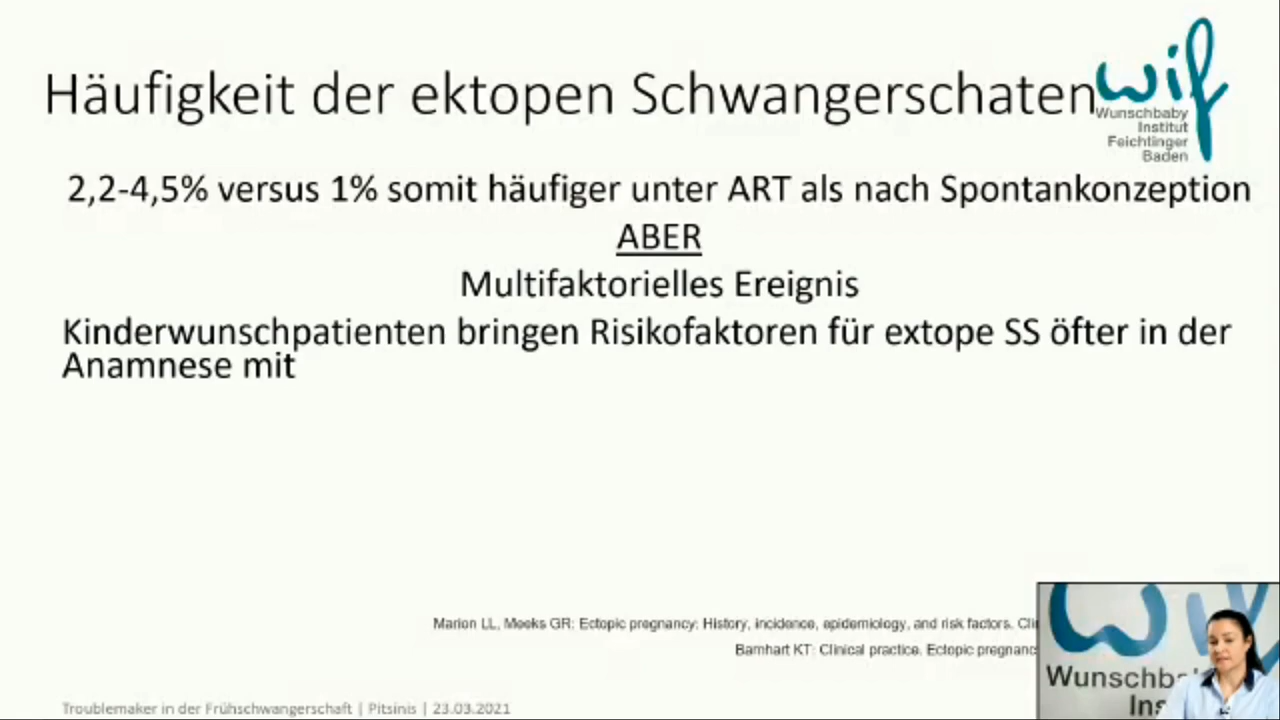 Häufigkeit der ektopen Schwangerschaten
wif
Wunschbaby
Institut
Feichtinger
Baden
2,2-4,5% versus 1% somit häufiger unter ART als nach Spontankonzeption
ABER
Multifaktorielles Ereignis
Kinderwunschpatienten bringen Risikofaktoren für extope SS öfter in der
Anamnese mit
Marion LL, Meeks GR: Ectopic pregnancy: History, incidence, epidemiology, and risk factors.
Barnhart KT: Clinical practice. Ectopic
Wunschb
Ins
Troublemaker in der Frühschwangerschaft | Pitsinis | 23.03.2021